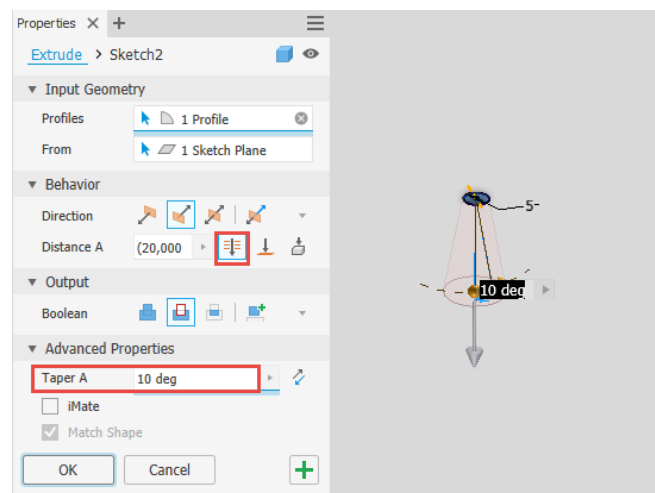 Properties
Extrude > Sketch2
Input Geometry
Profiles 1 Profile
From 1 Sketch Plane
Behavior
Direction
Distance A (20,000
Output
Boolean
Advanced Properties
Taper A 10 deg
iMate
Match Shape
OK Cancel
5-
10 deg